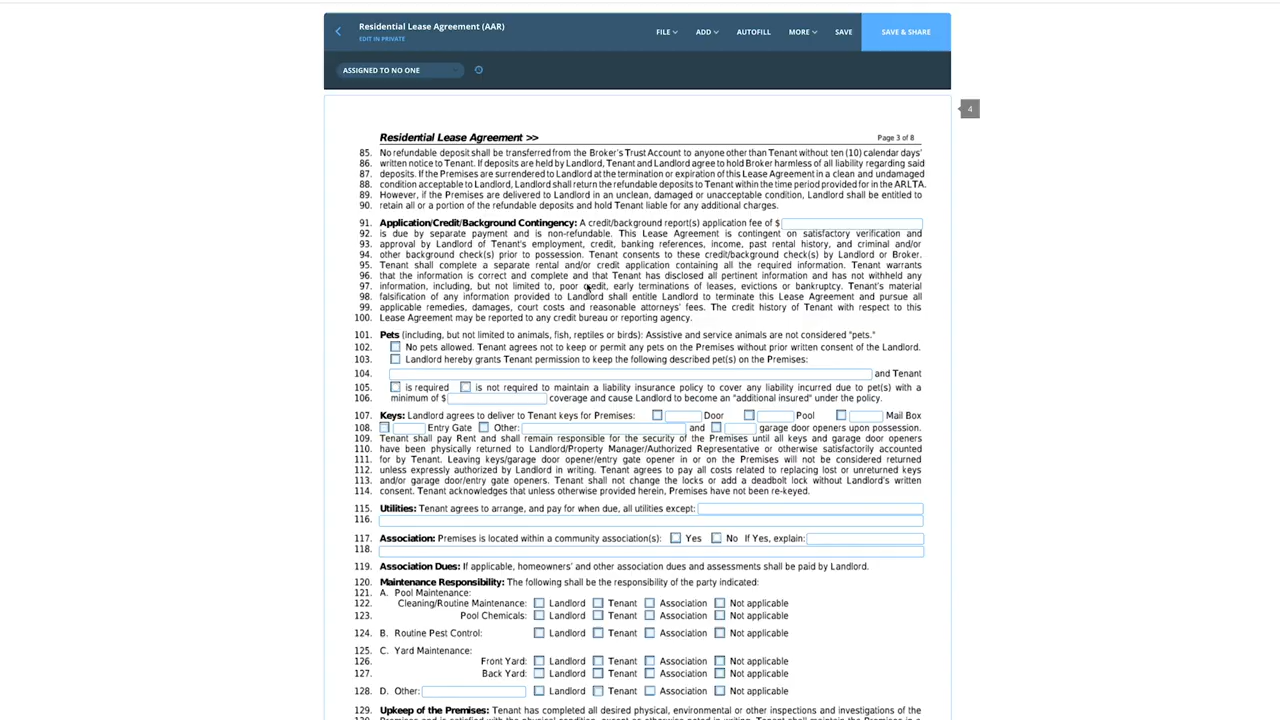 Residential Lease Agreement (AAR)
EDIT IN PRIVATE
FILE ADD AUTOFILL MORE SAVE SAVE & SHARE
ASSIGNED TO NO ONE
4
Residential Lease Agreement >> Page 3 of 8
85. No refundable deposit shall be transferred from the Broker's Trust Account to anyone other than Tenant without ten (10) calendar days'
86. written notice to Tenant. If deposits are held by Landlord, Tenant and Landlord agree to hold Broker harmless of all liability regarding said
87. deposits. If the Premises are surrendered to Landlord at the termination or expiration of this Lease Agreement in a clean and undamaged
88. condition acceptable to Landlord, Landlord shall return the refundable deposits to Tenant within the time period provided for in the ARLTA.
89. However, if the Premises are delivered to Landlord in an unclean, damaged or unacceptable condition, Landlord shall be entitled to
90. retain all or a portion of the refundable deposits and hold Tenant liable for any additional charges.
91. Application/Credit/Background Contingency: A credit/background report(s) application fee of $
92. is due by separate payment and is non-refundable. This Lease Agreement is contingent on satisfactory verification and
93. approval by Landlord of Tenant's employment, credit, banking references, income, past rental history, and criminal and/or
94. other background check(s) prior to possession. Tenant consents to these credit/background check(s) by Landlord or Broker.
95. Tenant shall complete a separate rental and/or credit application containing all the required information. Tenant warrants
96. that the information is correct and complete and that Tenant has disclosed all pertinent information and has not withheld any
97. information, including, but not limited to, poor credit, early terminations of leases, evictions or bankruptcy. Tenant's material
98. falsification of any information provided to Landlord shall entitle Landlord to terminate this Lease Agreement and pursue all
99. applicable remedies, damages, court costs and reasonable attorneys' fees. The credit history of Tenant with respect to this
100. Lease Agreement may be reported to any credit bureau or reporting agency.
101. Pets (including, but not limited to animals, fish, reptiles or birds): Assistive and service animals are not considered "pets."
102. No pets allowed. Tenant agrees not to keep or permit any pets on the Premises without prior written consent of the Landlord.
103. Landlord hereby grants Tenant permission to keep the following described pet(s) on the Premises:
104. and Tenant
105. is required is not required to maintain a liability insurance policy to cover any liability incurred due to pet(s) with a
106. minimum of $ coverage and cause Landlord to become an "additional insured" under the policy.
107. Keys: Landlord agrees to deliver to Tenant keys for Premises: Door Pool Mail Box
108. Entry Gate Other: and garage door openers upon possession.
109. Tenant shall pay Rent and shall remain responsible for the security of the Premises until all keys and garage door openers
110. have been physically returned to Landlord/Property Manager/Authorized Representative or otherwise satisfactorily accounted
111. for by Tenant. Leaving keys/garage door opener/entry gate opener in or on the Premises will not be considered returned
112. unless expressly authorized by Landlord in writing. Tenant agrees to pay all costs related to replacing lost or unreturned keys
113. and/or garage door/entry gate openers. Tenant shall not change the locks or add a deadbolt lock without Landlord's written
114. consent. Tenant acknowledges that unless otherwise provided herein, Premises have not been re-keyed.
115. Utilities: Tenant agrees to arrange, and pay for when due, all utilities except:
116.
117. Association: Premises is located within a community association(s): Yes No If Yes, explain:
118.
119. Association Dues: If applicable, homeowners' and other association dues and assessments shall be paid by Landlord.
120. Maintenance Responsibility: The following shall be the responsibility of the party indicated:
121. A. Pool Maintenance:
122. Cleaning/Routine Maintenance: Landlord Tenant Association Not applicable
123. Pool Chemicals: Landlord Tenant Association Not applicable
124. B. Routine Pest Control: Landlord Tenant Association Not applicable
125. C. Yard Maintenance:
126. Front Yard: Landlord Tenant Association Not applicable
127. Back Yard: Landlord Tenant Association Not applicable
128. D. Other: Landlord Tenant Association Not applicable
129. Upkeep of the Premises: Tenant has completed all desired physical, environmental or other inspections and investigations of the